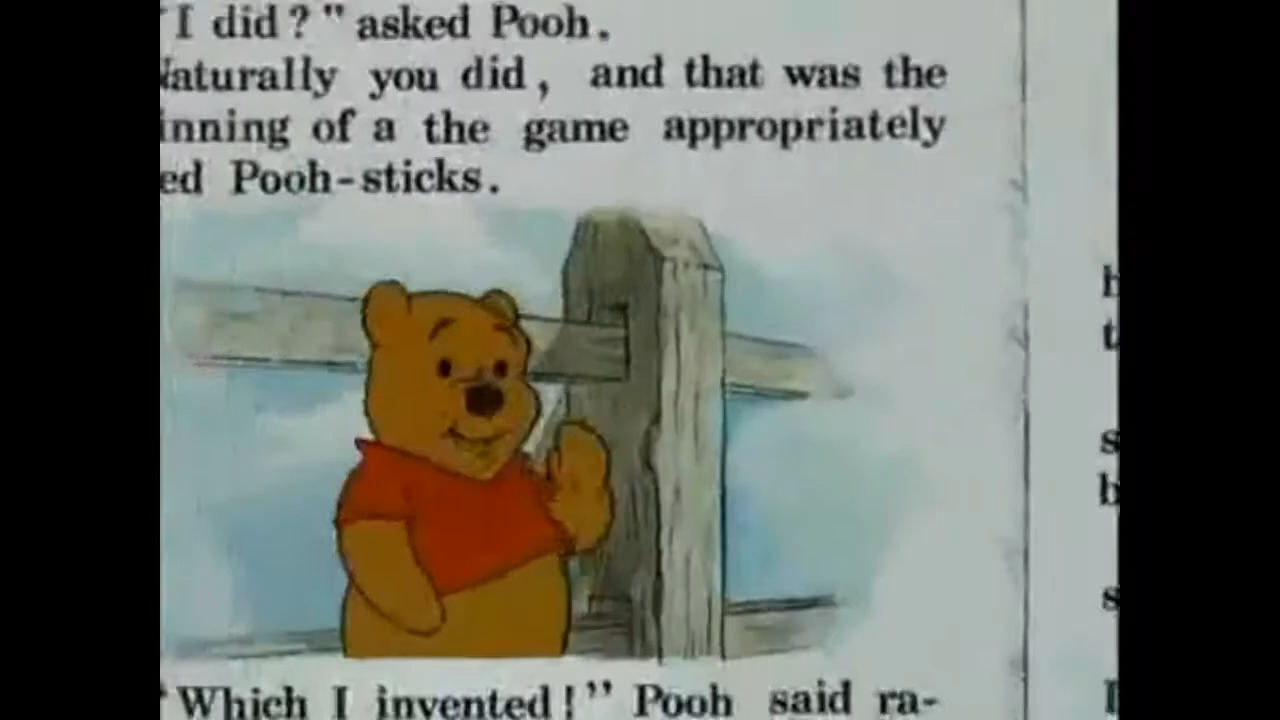 "I did?" asked Pooh.
Naturally you did, and that was the
inning of a the game appropriately
ed Pooh-sticks.
"Which I invented!" Pooh said ra-